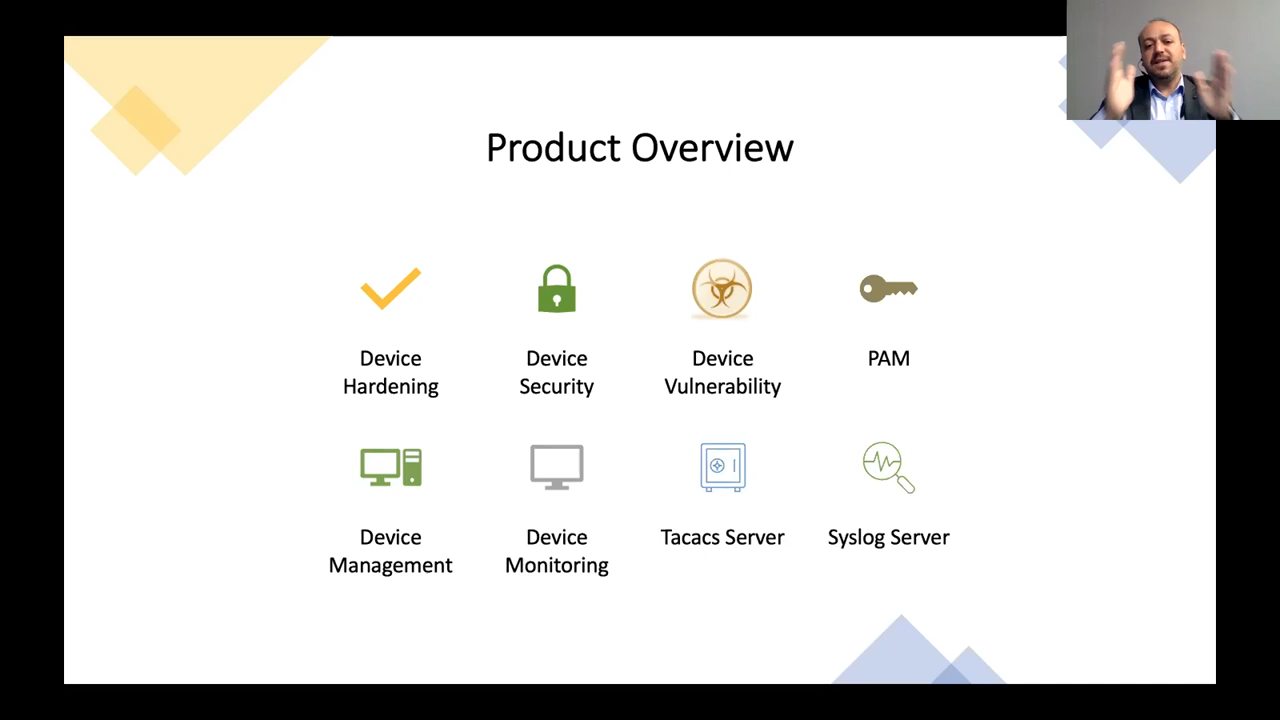 Product Overview
Device
Hardening
Device
Security
Device
Vulnerability
PAM
Device
Management
Device
Monitoring
Tacacs Server
Syslog Server